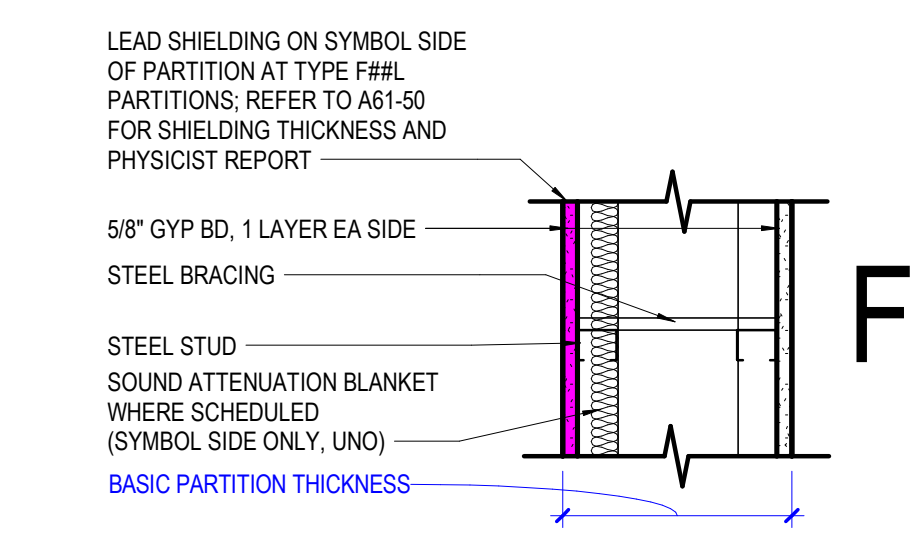 LEAD SHIELDING ON SYMBOL SIDE
OF PARTITION AT TYPE F##L
PARTITIONS; REFER TO A61-50
FOR SHIELDING THICKNESS AND
PHYSICIST REPORT
5/8" GYP BD, 1 LAYER EA SIDE
STEEL BRACING
STEEL STUD
SOUND ATTENUATION BLANKET
WHERE SCHEDULED
(SYMBOL SIDE ONLY, UNO)
BASIC PARTITION THICKNESS
F